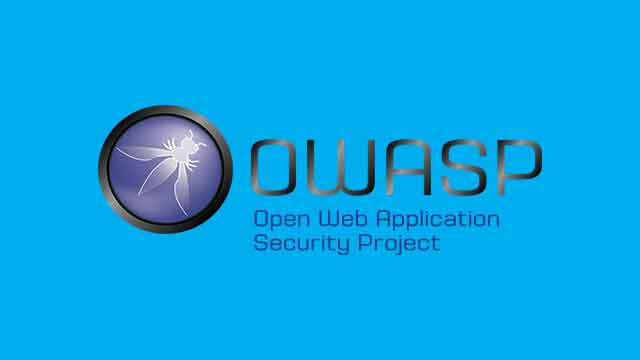 OWASP
Open Web Application
Security Project